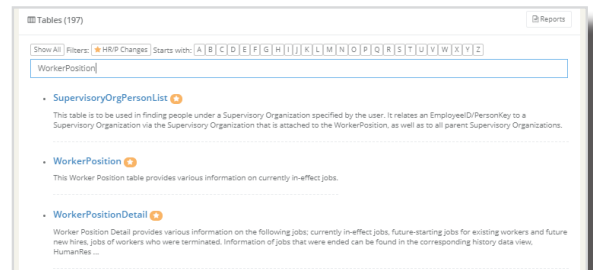 Tables (197) Reports
Show All Filters: HR/P Changes Starts with: A B C D E F G H I J K L M N O P Q R S T U V W X Y Z
WorkerPosition
• SupervisoryOrgPersonList
This table is to be used in finding people under a Supervisory Organization specified by the user. It relates an EmployeeID/PersonKey to a
Supervisory Organization via the Supervisory Organization that is attached to the WorkerPosition, as well as to all parent Supervisory Organizations.
• WorkerPosition
This Worker Position table provides various information on currently in-effect jobs.
• WorkerPositionDetail
Worker Position Detail provides various information on the following jobs; currently in-effect jobs, future-starting jobs for existing workers and future
new hires, jobs of workers who were terminated. Information of jobs that were ended can be found in the corresponding history data view,
HumanRes ...